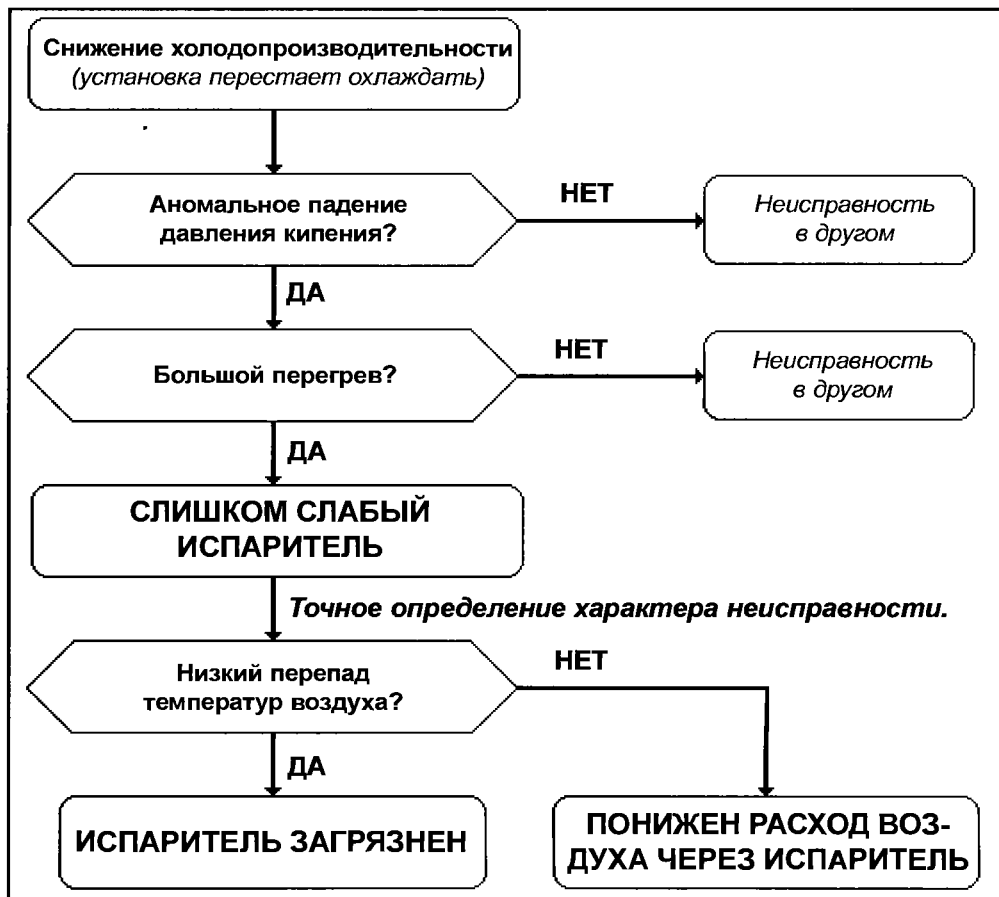 Снижение холодопроизводительности
(установка перестает охлаждать)
Аномальное падение
давления кипения?
НЕТ
Неисправность
в другом
ДА
Большой перегрев?
НЕТ
Неисправность
в другом
ДА
СЛИШКОМ СЛАБЫЙ
ИСПАРИТЕЛЬ
Точное определение характера неисправности.
Низкий перепад
температур воздуха?
НЕТ
ДА
ИСПАРИТЕЛЬ ЗАГРЯЗНЕН
ПОНИЖЕН РАСХОД ВОЗ-
ДУХА ЧЕРЕЗ ИСПАРИТЕЛЬ